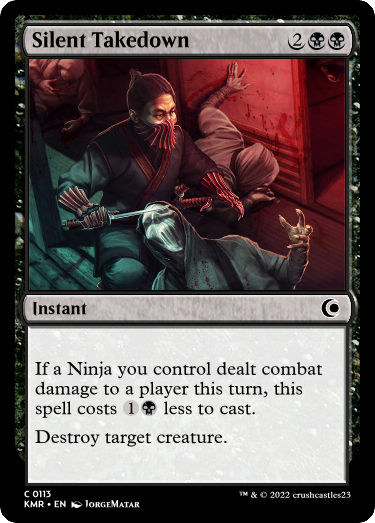 Silent Takedown 2
Instant
If a Ninja you control dealt combat
damage to a player this turn, this
spell costs 1 less to cast.
Destroy target creature.
C 0113
KMR • EN JORGEMATAR
™ & © 2022 crushcastles23